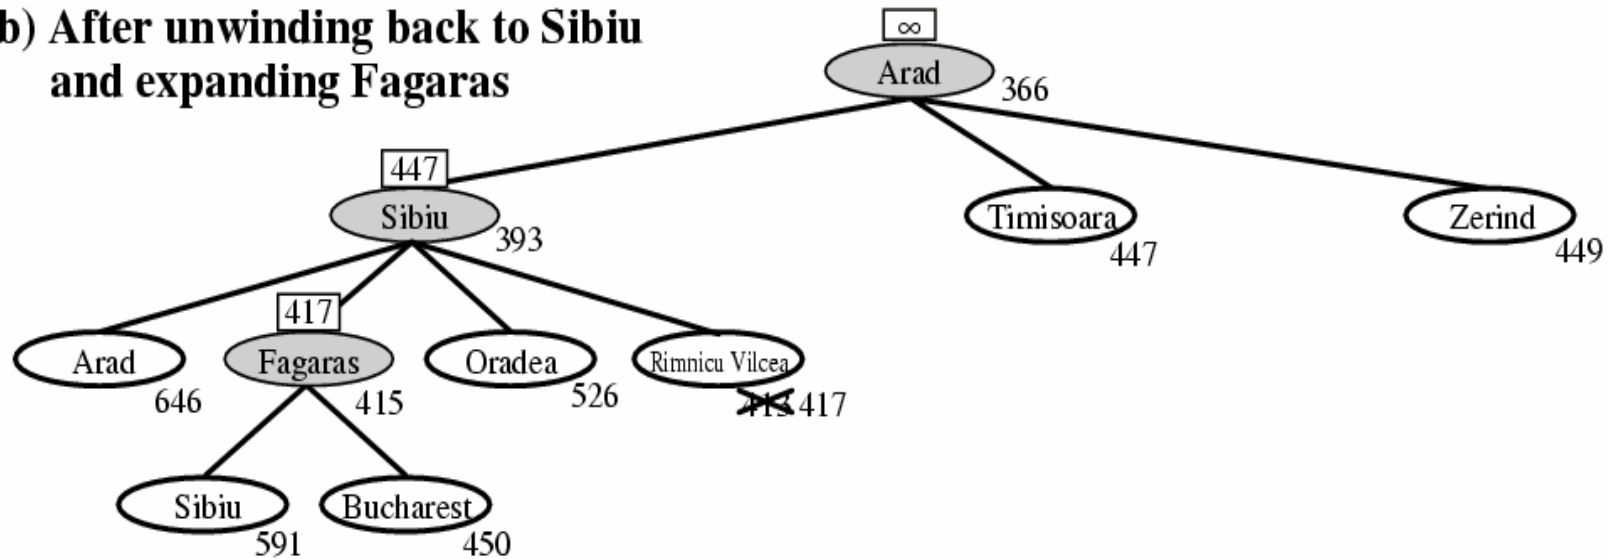 b) After unwinding back to Sibiu
and expanding Fagaras
∞
Arad
366
447
Sibiu
393
Timisoara
447
Zerind
449
417
Arad
646
Fagaras
415
Oradea
526
Rimnicu Vilcea
413 417
Sibiu
591
Bucharest
450